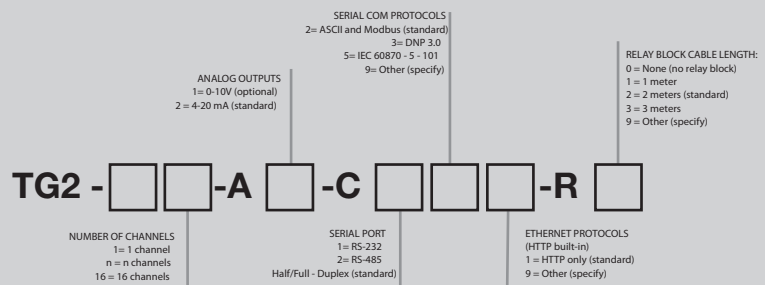 SERIAL COM PROTOCOLS
2= ASCII and Modbus (standard)
3= DNP 3.0
5= IEC 60870 - 5 - 101
9= Other (specify)
ANALOG OUTPUTS
1= 0-10V (optional)
2 = 4-20 mA (standard)
RELAY BLOCK CABLE LENGTH:
0 = None (no relay block)
1 = 1 meter
2 = 2 meters (standard)
3 = 3 meters
9 = Other (specify)
TG2 - -A -C -R
NUMBER OF CHANNELS
1= 1 channel
n = n channels
16 = 16 channels
SERIAL PORT
1= RS-232
2= RS-485
Half/Full - Duplex (standard)
ETHERNET PROTOCOLS
(HTTP built-in)
1 = HTTP only (standard)
9 = Other (specify)